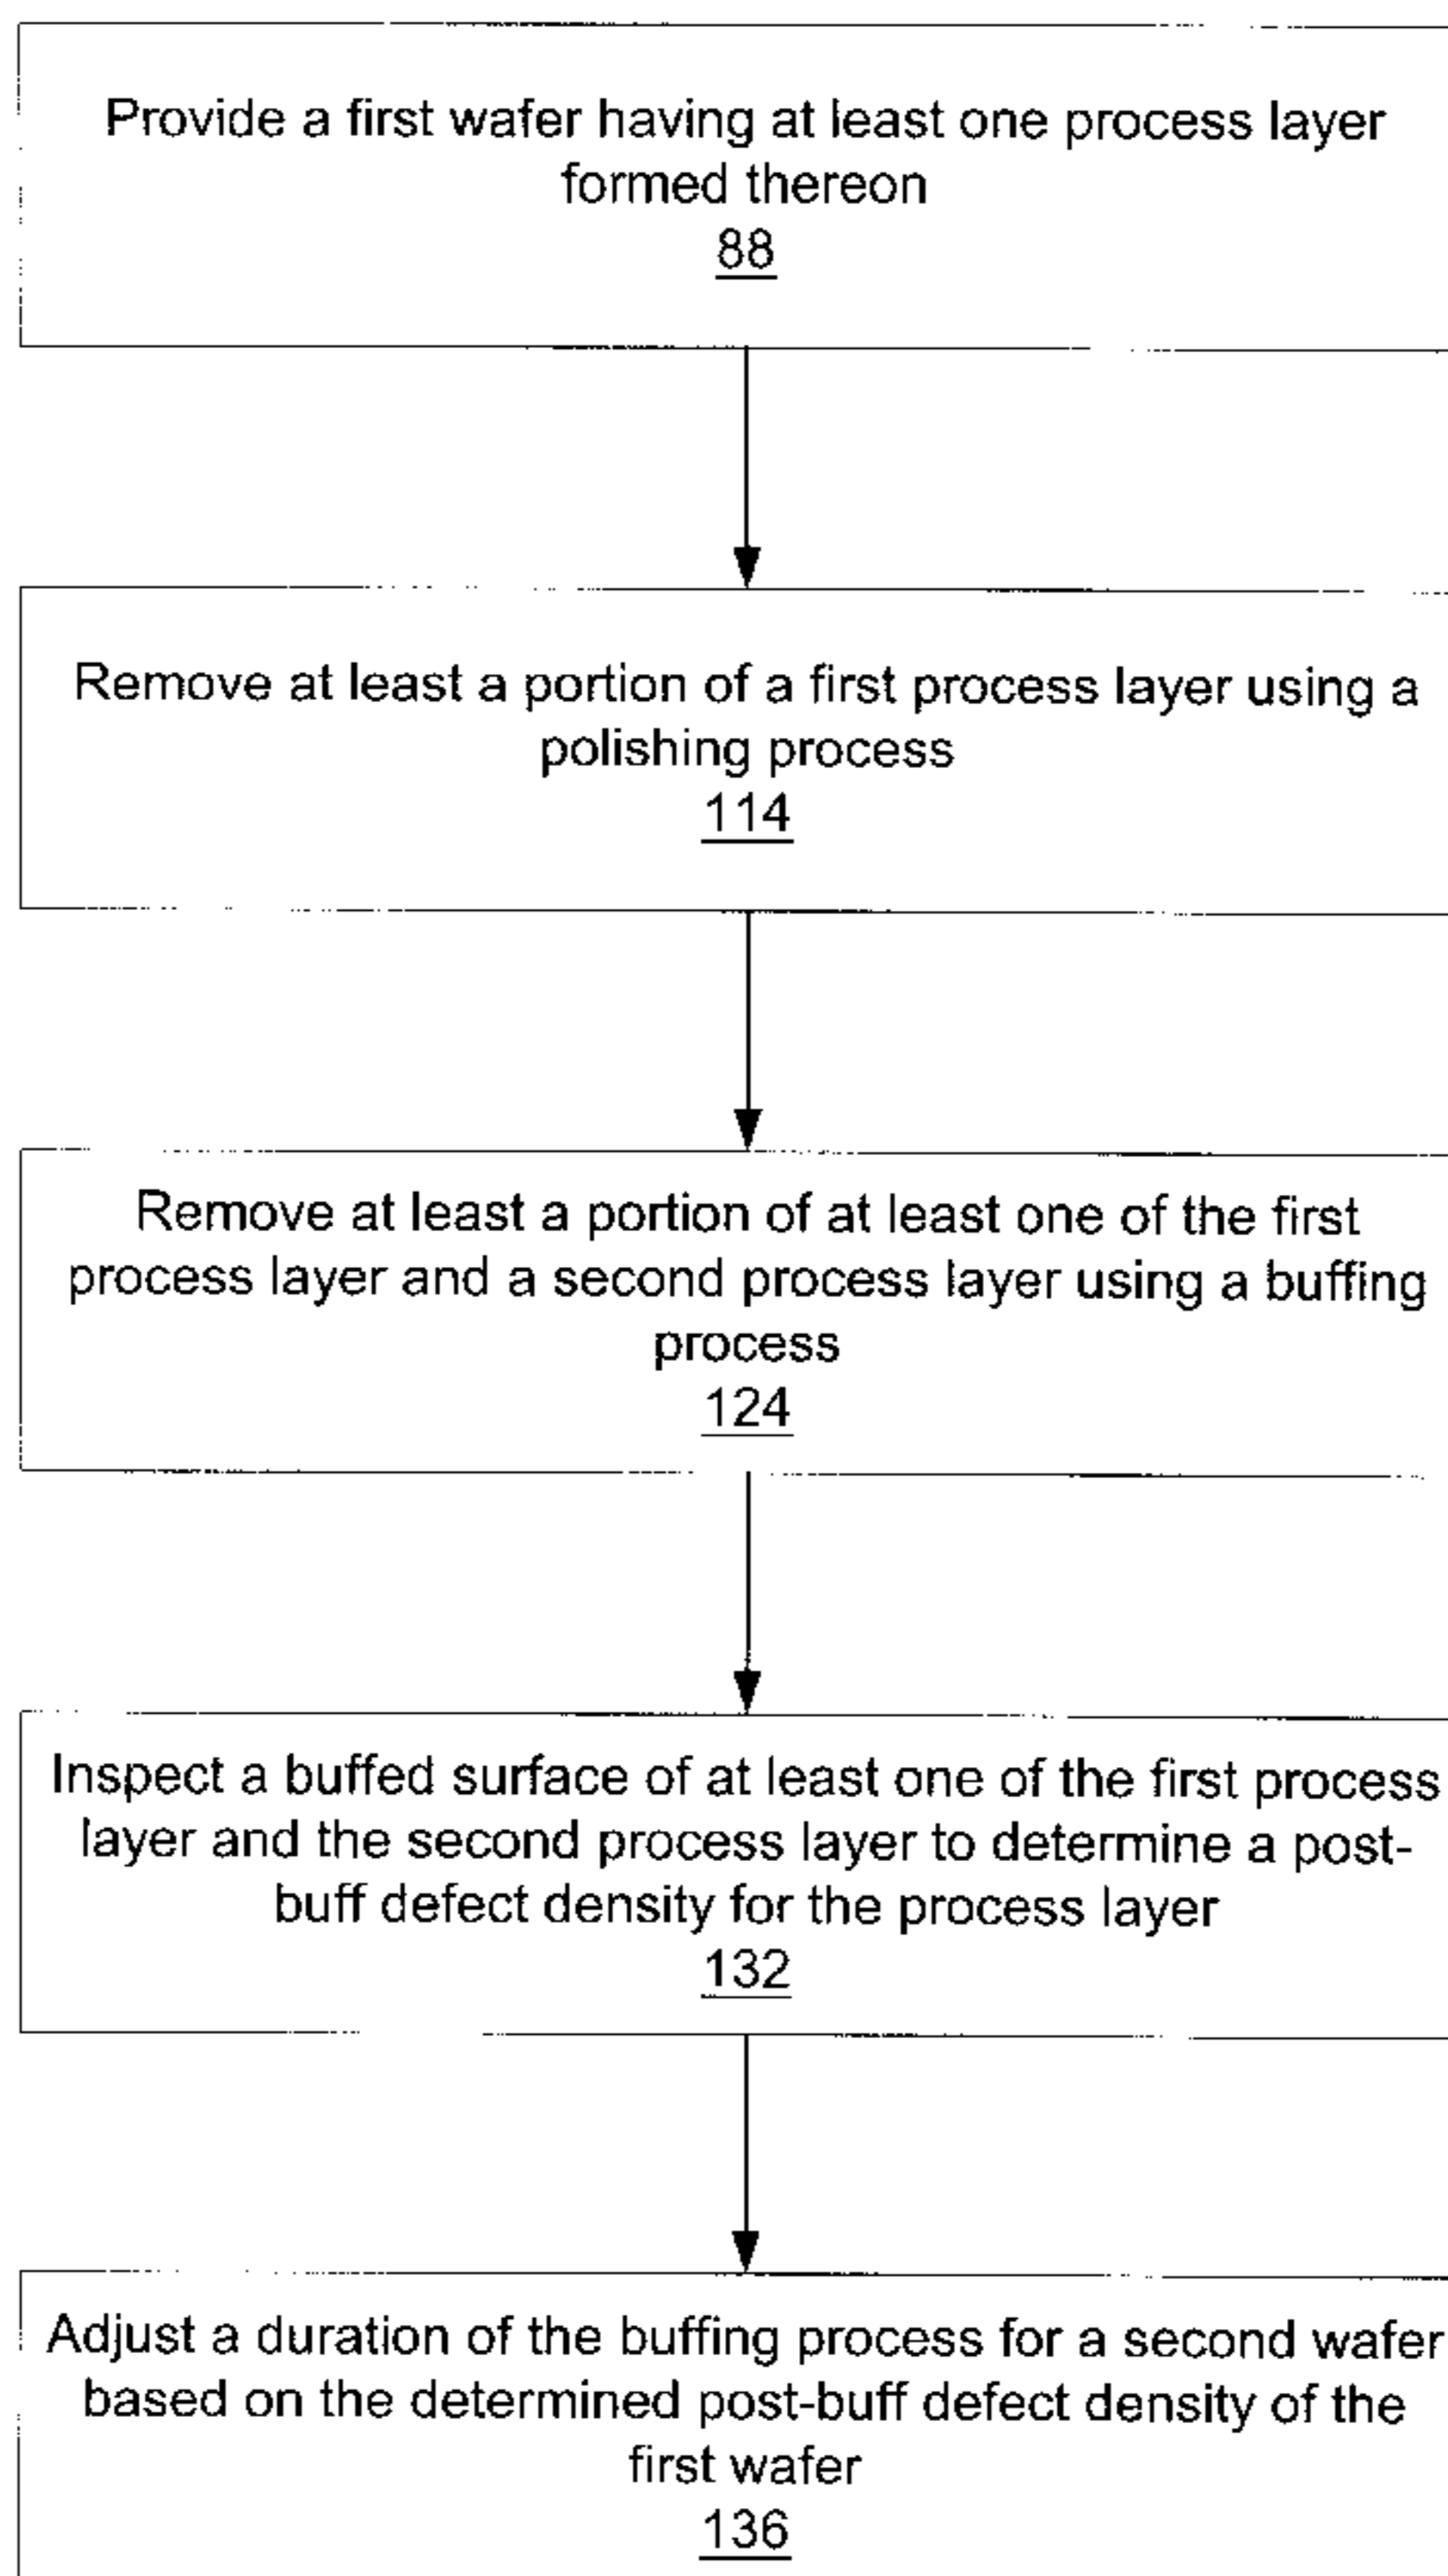 Provide a first wafer having at least one process layer
formed thereon
88
Remove at least a portion of a first process layer using a
polishing process
114
Remove at least a portion of at least one of the first
process layer and a second process layer using a buffing
process
124
Inspect a buffed surface of at least one of the first process
layer and the second process layer to determine a post-
buff defect density for the process layer
132
Adjust a duration of the buffing process for a second wafer
based on the determined post-buff defect density of the
first wafer
136